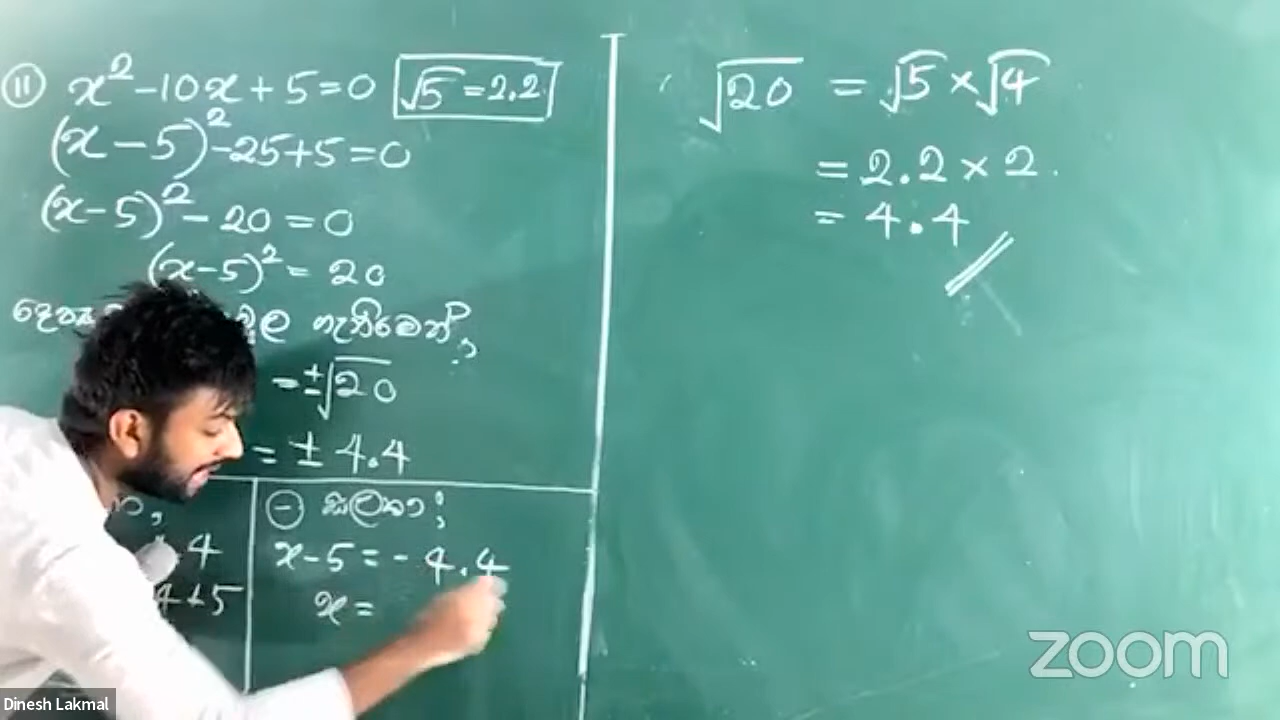 ⑪ x² -10x + 5 = 0 √5 = 2.2
(x - 5)² -25+5 = 0
(x-5)² - 20 = 0
(x-5)² = 20
ගැනීමෙන්,
= ±√20
= ± 4.4
4
4+5
⊖ සැලකීම;
x-5 = - 4.4
x =
√20 = √5 × √4
= 2.2 × 2
= 4.4
zoom
Dinesh Lakmal